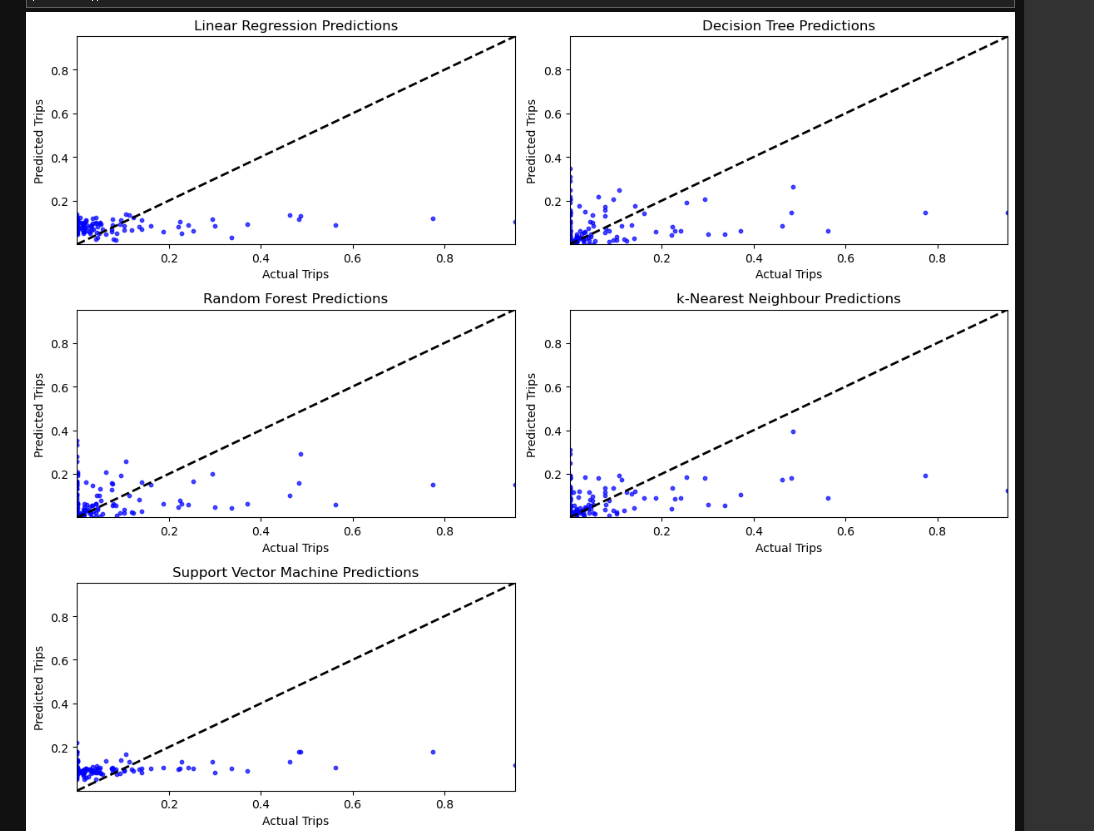 Linear Regression Predictions
Predicted Trips
0.8
0.6
0.4
0.2
0.2 0.4 0.6 0.8
Actual Trips
Decision Tree Predictions
Predicted Trips
0.8
0.6
0.4
0.2
0.2 0.4 0.6 0.8
Actual Trips
Random Forest Predictions
Predicted Trips
0.8
0.6
0.4
0.2
0.2 0.4 0.6 0.8
Actual Trips
k-Nearest Neighbour Predictions
Predicted Trips
0.8
0.6
0.4
0.2
0.2 0.4 0.6 0.8
Actual Trips
Support Vector Machine Predictions
Predicted Trips
0.8
0.6
0.4
0.2
0.2 0.4 0.6 0.8
Actual Trips